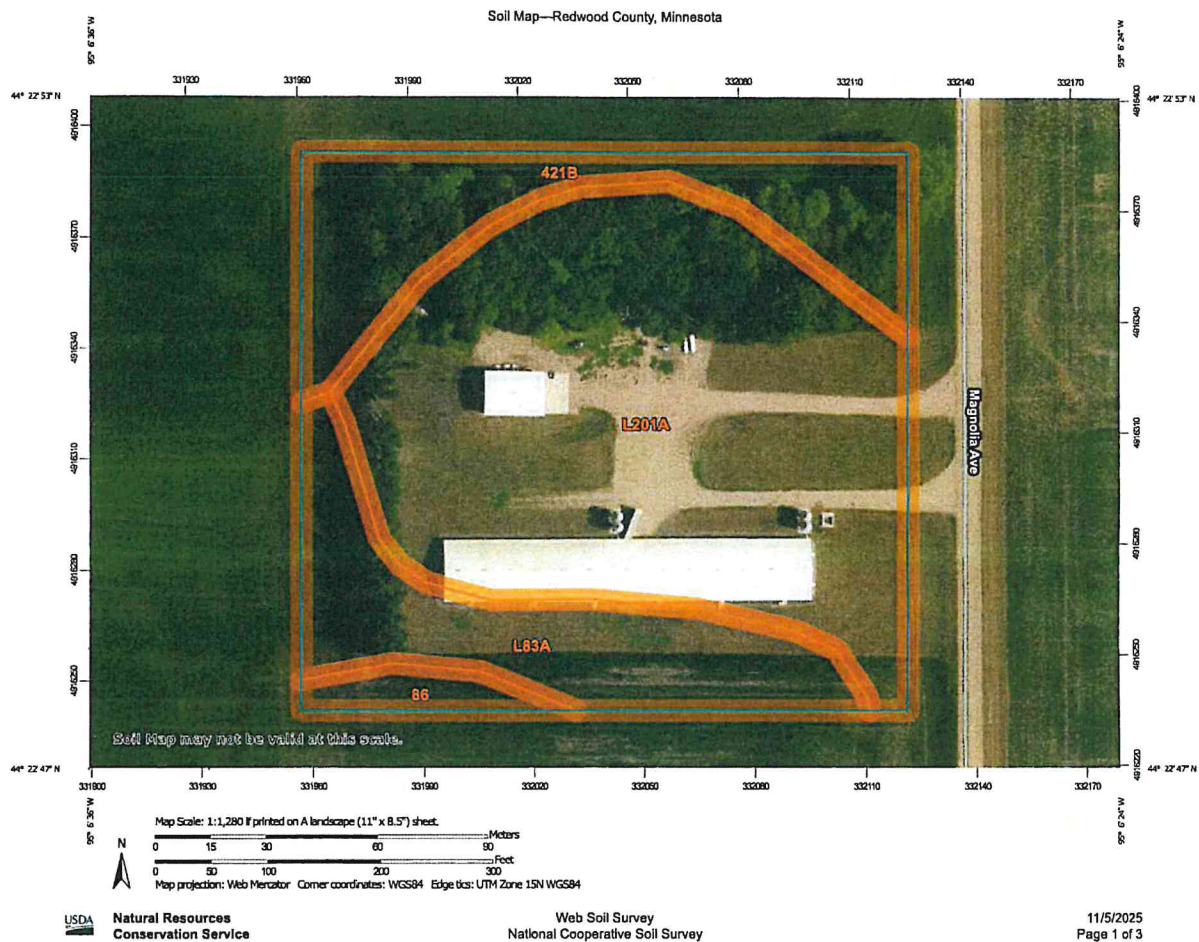 Soil Map—Redwood County, Minnesota
95° 6' 36'' W
95° 6' 24'' W
331930 331960 331990 332020 332050 332080 332110 332140 332170
44° 22' 53'' N
44° 22' 53'' N
4916400
4916400
421B
4916370
4916370
4916340
4916340
L201A
Magnolia Ave
4916310
4916310
4916280
4916280
L83A
4916250
4916250
86
Soil Map may not be valid at this scale.
4916220
44° 22' 47'' N
44° 22' 47'' N
331900 331930 331960 331990 332020 332050 332080 332110 332140 332170
95° 6' 36'' W
95° 6' 24'' W
Map Scale: 1:1,280 if printed on A landscape (11" x 8.5") sheet.
Meters
0 15 30 60 90
Feet
0 50 100 200 300
N
Map projection: Web Mercator Corner coordinates: WGS84 Edge tics: UTM Zone 15N WGS84
USDA
Natural Resources
Conservation Service
Web Soil Survey
National Cooperative Soil Survey
11/5/2025
Page 1 of 3